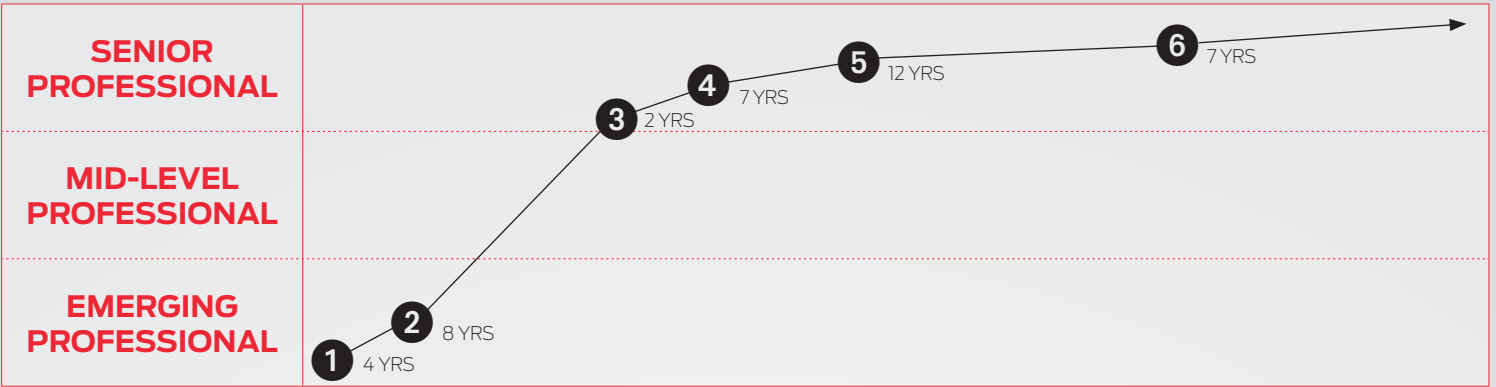 SENIOR
PROFESSIONAL
6
7 YRS
5
12 YRS
4
7 YRS
3
2 YRS
MID-LEVEL
PROFESSIONAL
EMERGING
PROFESSIONAL
2
8 YRS
1
4 YRS